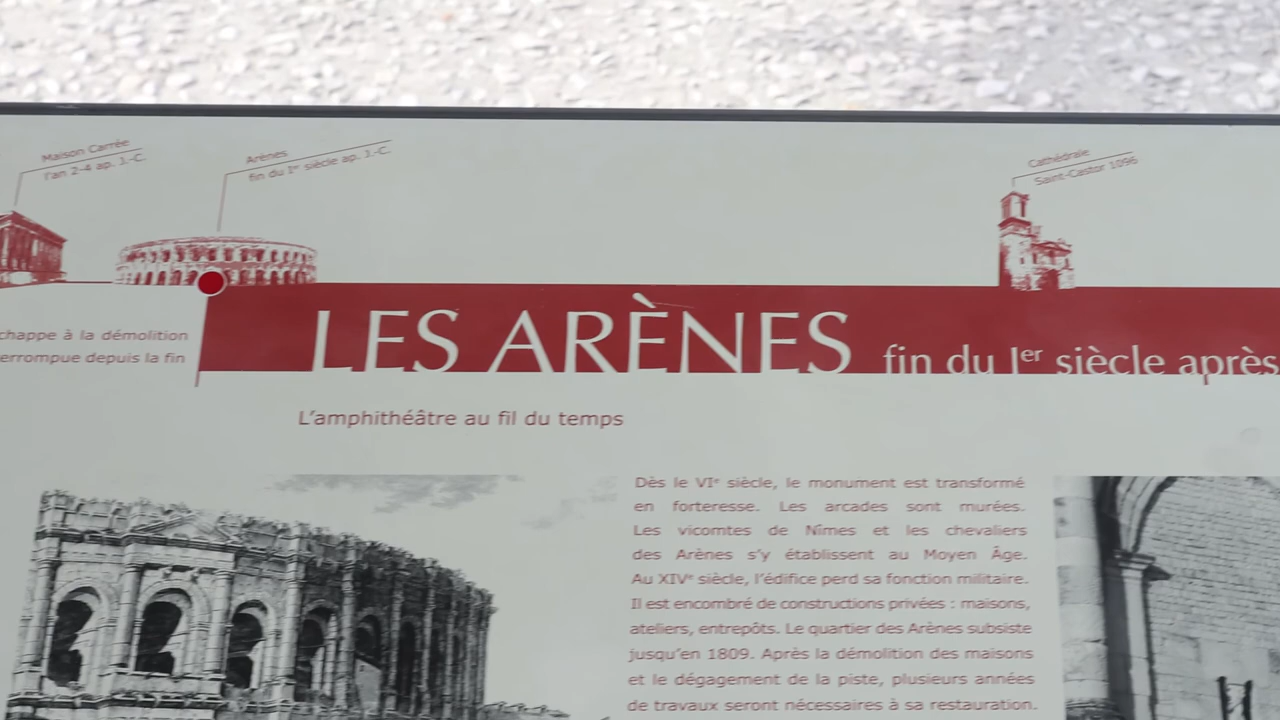 Maison Carrée
l'an 2-4 ap. J.-C.
Arènes
fin du Ier siècle ap. J.-C.
Cathédrale
Saint-Castor 1096
chappe à la démolition
errompue depuis la fin
LES ARÈNES fin du Ier siècle après
L'amphithéâtre au fil du temps
Dès le VIe siècle, le monument est transformé
en forteresse. Les arcades sont murées.
Les vicomtes de Nîmes et les chevaliers
des Arènes s'y établissent au Moyen Âge.
Au XIVe siècle, l'édifice perd sa fonction militaire.
Il est encombré de constructions privées : maisons,
ateliers, entrepôts. Le quartier des Arènes subsiste
jusqu'en 1809. Après la démolition des maisons
et le dégagement de la piste, plusieurs années
de travaux seront nécessaires à sa restauration.